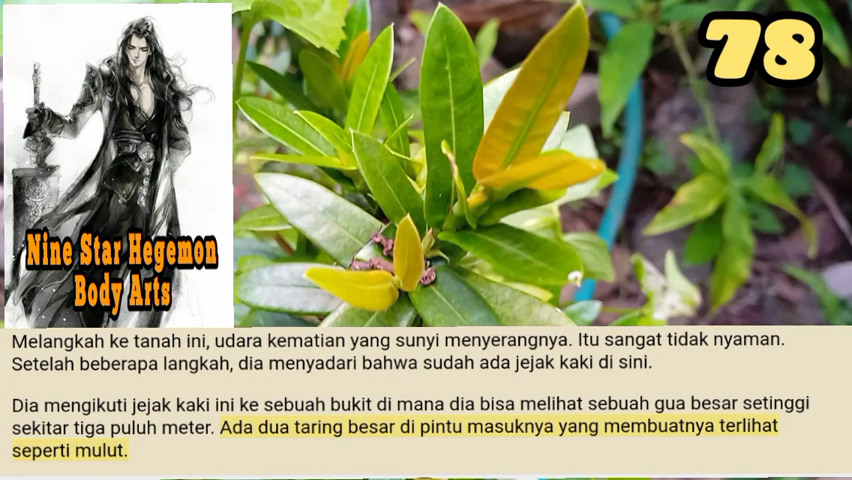 78
Nine Star Hegemon
Body Arts
Melangkah ke tanah ini, udara kematian yang sunyi menyerangnya. Itu sangat tidak nyaman.
Setelah beberapa langkah, dia menyadari bahwa sudah ada jejak kaki di sini.
Dia mengikuti jejak kaki ini ke sebuah bukit di mana dia bisa melihat sebuah gua besar setinggi
sekitar tiga puluh meter. Ada dua taring besar di pintu masuknya yang membuatnya terlihat
seperti mulut.